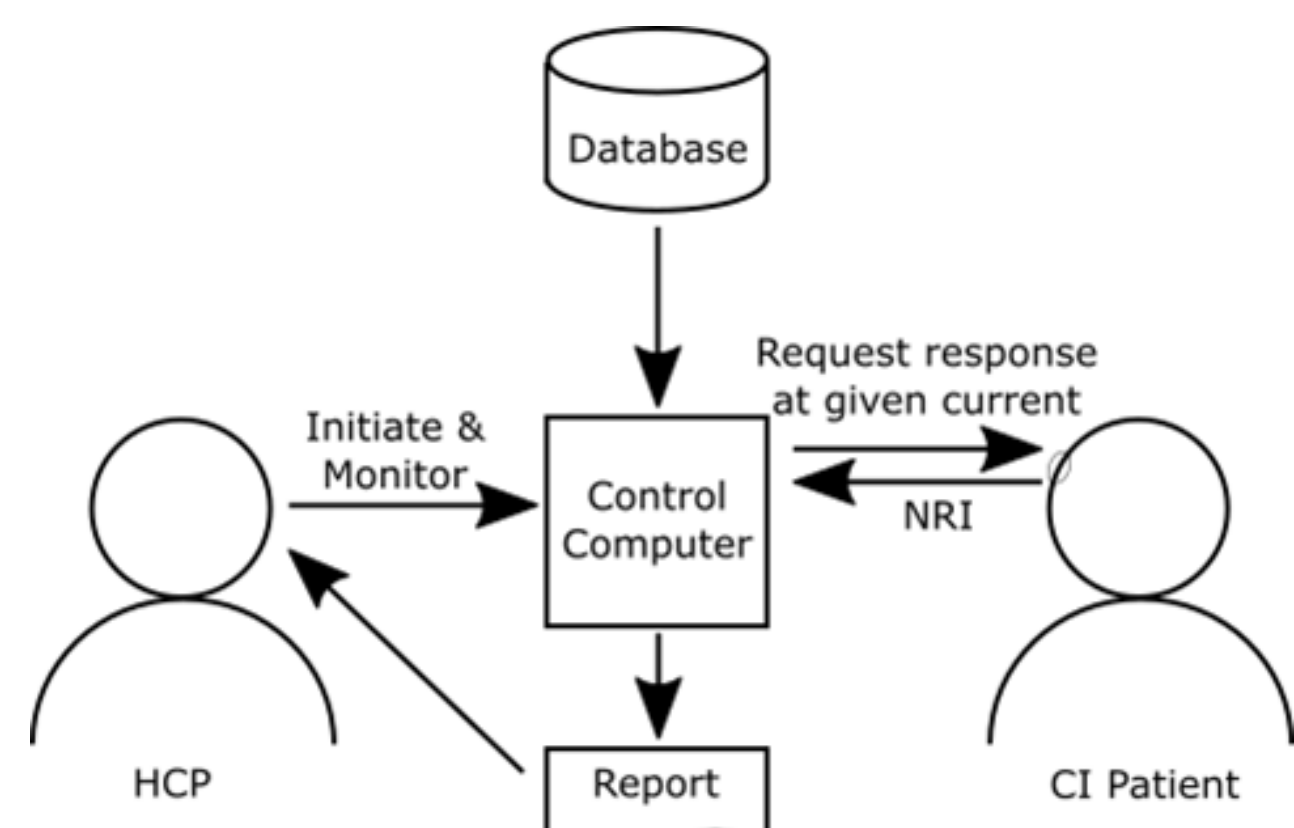 Database
Request response
at given current
Initiate &
Monitor
Control
Computer
NRI
Report
HCP
CI Patient